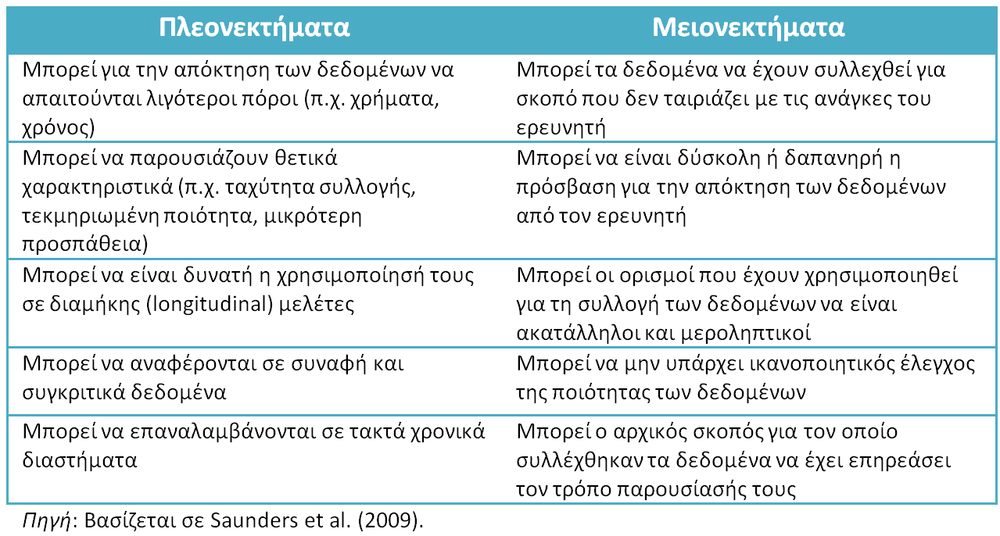 Πλεονεκτήματα
Μειονεκτήματα
Μπορεί για την απόκτηση των δεδομένων να
απαιτούνται λιγότεροι πόροι (π.χ. χρήματα,
χρόνος)
Μπορεί τα δεδομένα να έχουν συλλεχθεί για
σκοπό που δεν ταιριάζει με τις ανάγκες του
ερευνητή
Μπορεί να παρουσιάζουν θετικά
χαρακτηριστικά (π.χ. ταχύτητα συλλογής,
τεκμηριωμένη ποιότητα, μικρότερη
προσπάθεια)
Μπορεί να είναι δύσκολη ή δαπανηρή η
πρόσβαση για την απόκτηση των δεδομένων
από τον ερευνητή
Μπορεί να είναι δυνατή η χρησιμοποίησή τους
σε διαμήκης (longitudinal) μελέτες
Μπορεί οι ορισμοί που έχουν χρησιμοποιηθεί
για τη συλλογή των δεδομένων να είναι
ακατάλληλοι και μεροληπτικοί
Μπορεί να αναφέρονται σε συναφή και
συγκριτικά δεδομένα
Μπορεί να μην υπάρχει ικανοποιητικός έλεγχος
της ποιότητας των δεδομένων
Μπορεί να επαναλαμβάνονται σε τακτά χρονικά
διαστήματα
Μπορεί ο αρχικός σκοπός για τον οποίο
συλλέχθηκαν τα δεδομένα να έχει επηρεάσει
τον τρόπο παρουσίασής τους
Πηγή: Βασίζεται σε Saunders et al. (2009).